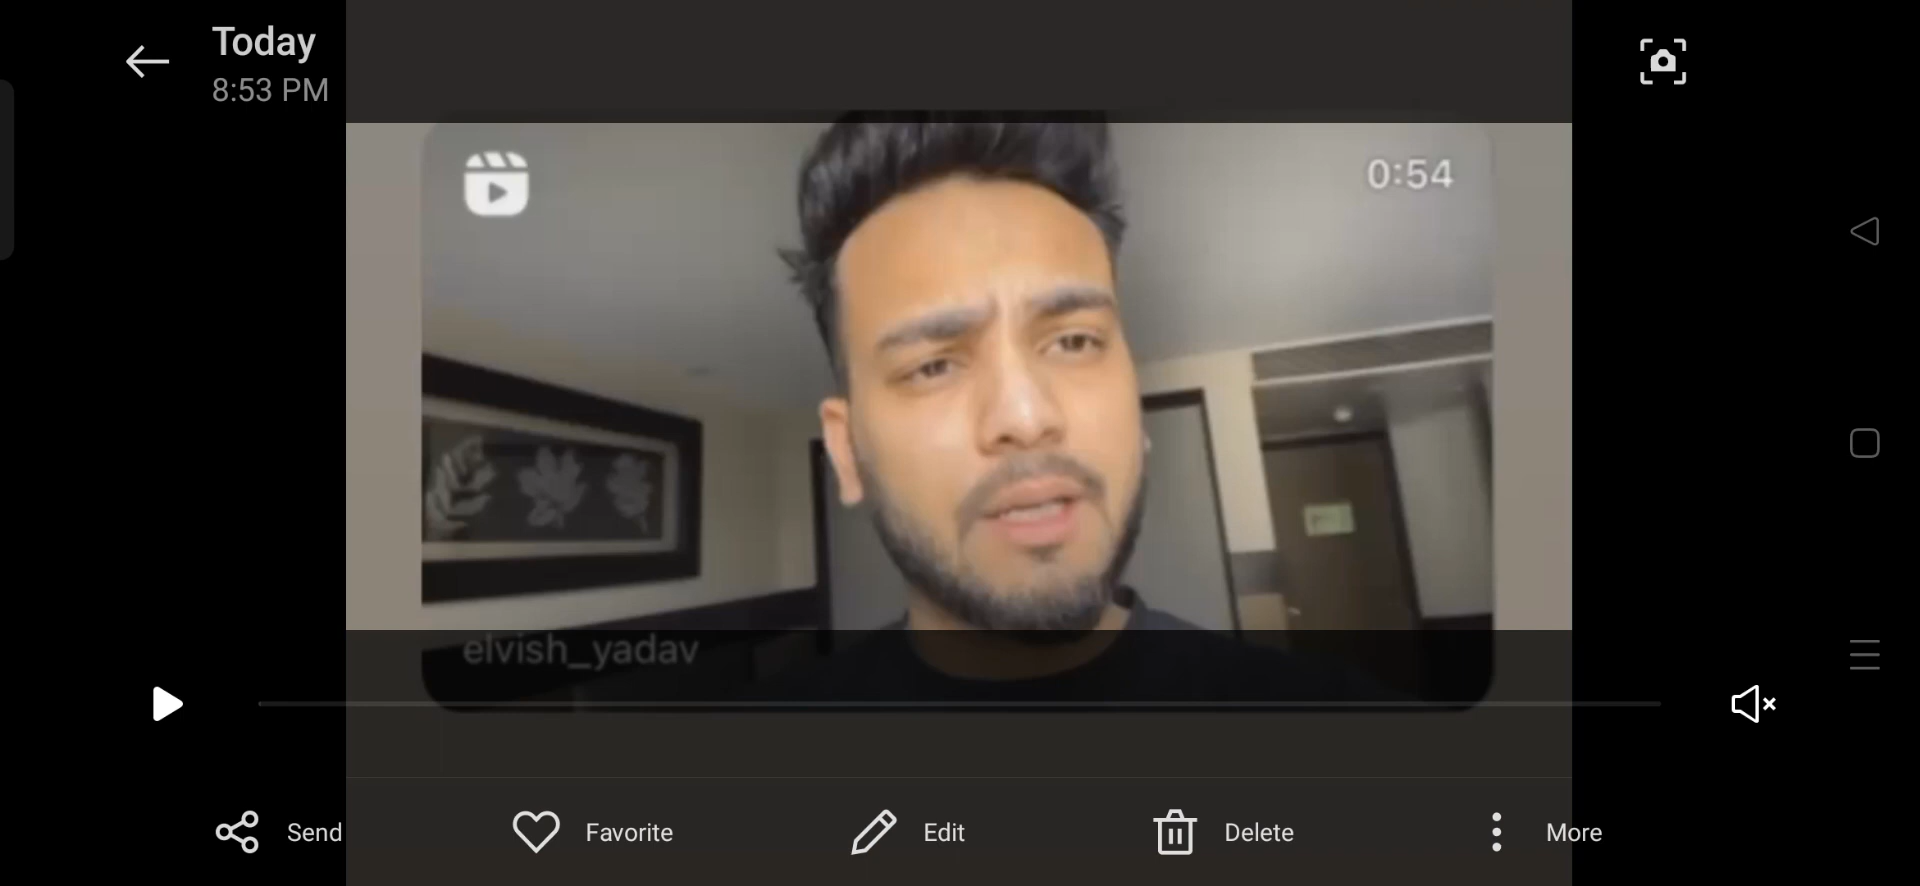 Today
8:53 PM
0:54
elvish_yadav
Send
Favorite
Edit
Delete
More